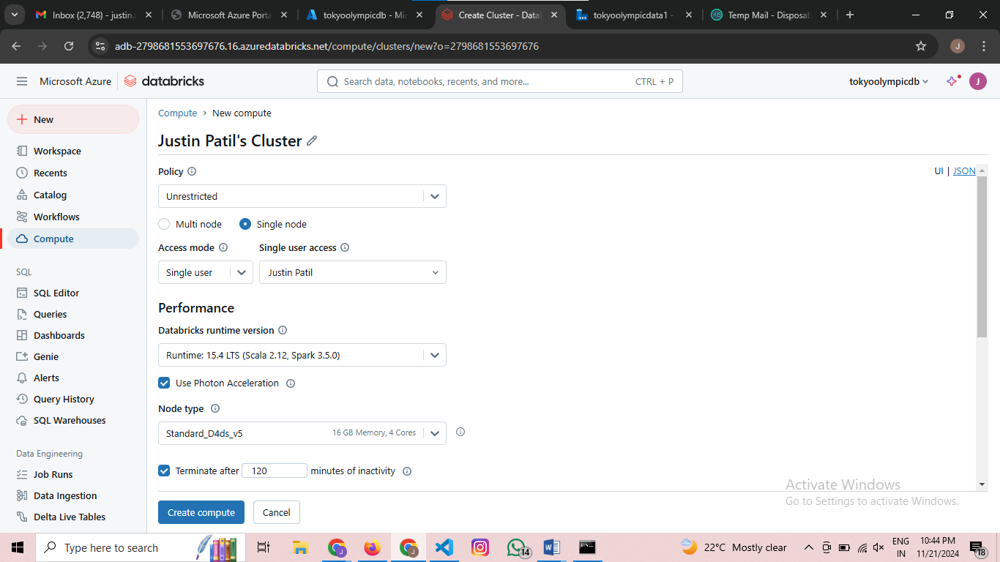 Inbox (2,748) - justin.
Microsoft Azure Porta
tokyoolympicdb - Mi
Create Cluster - Datab
tokyoolympicdata1 -
Temp Mail - Disposab
adb-2798681553697676.16.azuredatabricks.net/compute/clusters/new?o=2798681553697676
J
Microsoft Azure
databricks
Search data, notebooks, recents, and more...
CTRL + P
tokyoolympicdb
J
New
Workspace
Recents
Catalog
Workflows
Compute
SQL
SQL Editor
Queries
Dashboards
Genie
Alerts
Query History
SQL Warehouses
Data Engineering
Job Runs
Data Ingestion
Delta Live Tables
Compute > New compute
Justin Patil's Cluster
UI | JSON
Policy
Unrestricted
Multi node Single node
Access mode Single user access
Single user Justin Patil
Performance
Databricks runtime version
Runtime: 15.4 LTS (Scala 2.12, Spark 3.5.0)
Use Photon Acceleration
Node type
Standard_D4ds_v5 16 GB Memory, 4 Cores
Terminate after 120 minutes of inactivity
Create compute Cancel
Activate Windows
Go to Settings to activate Windows.
Type here to search
14
22°C Mostly clear
ENG
IN
10:44 PM
11/21/2024
18